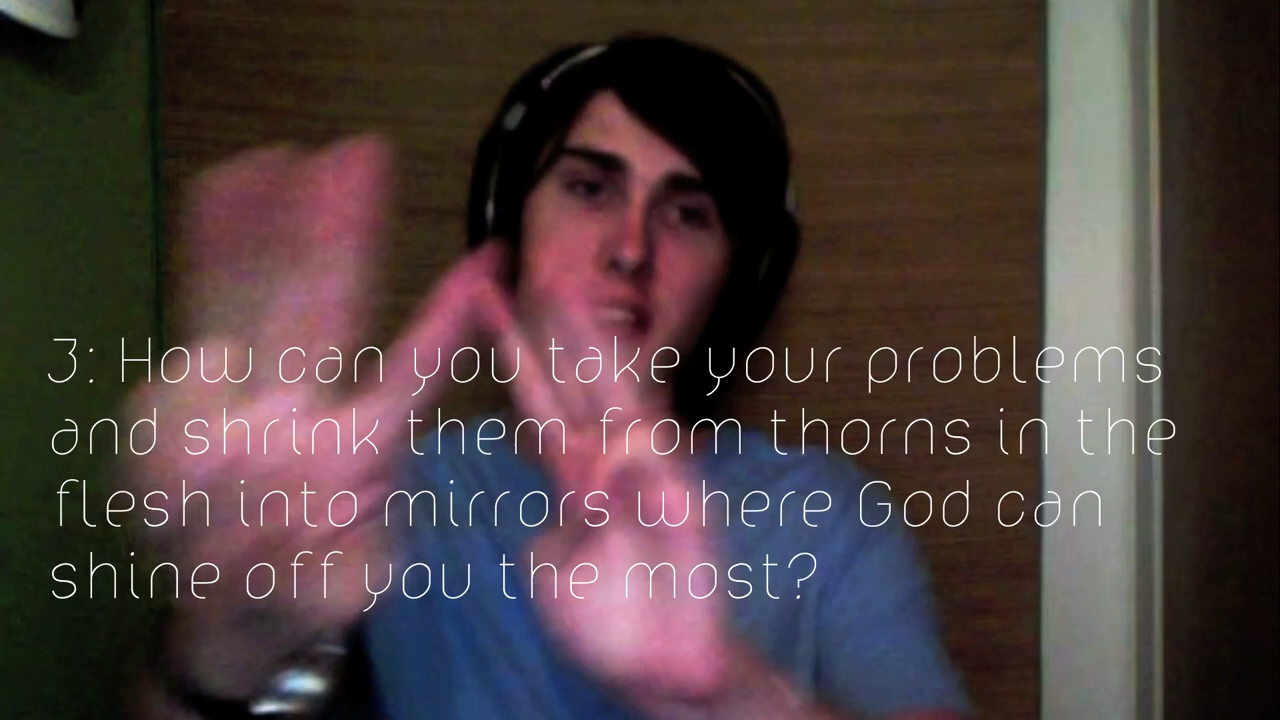 3: How can you take your problems
and shrink them from thorns in the
flesh into mirrors where God can
shine off you the most?